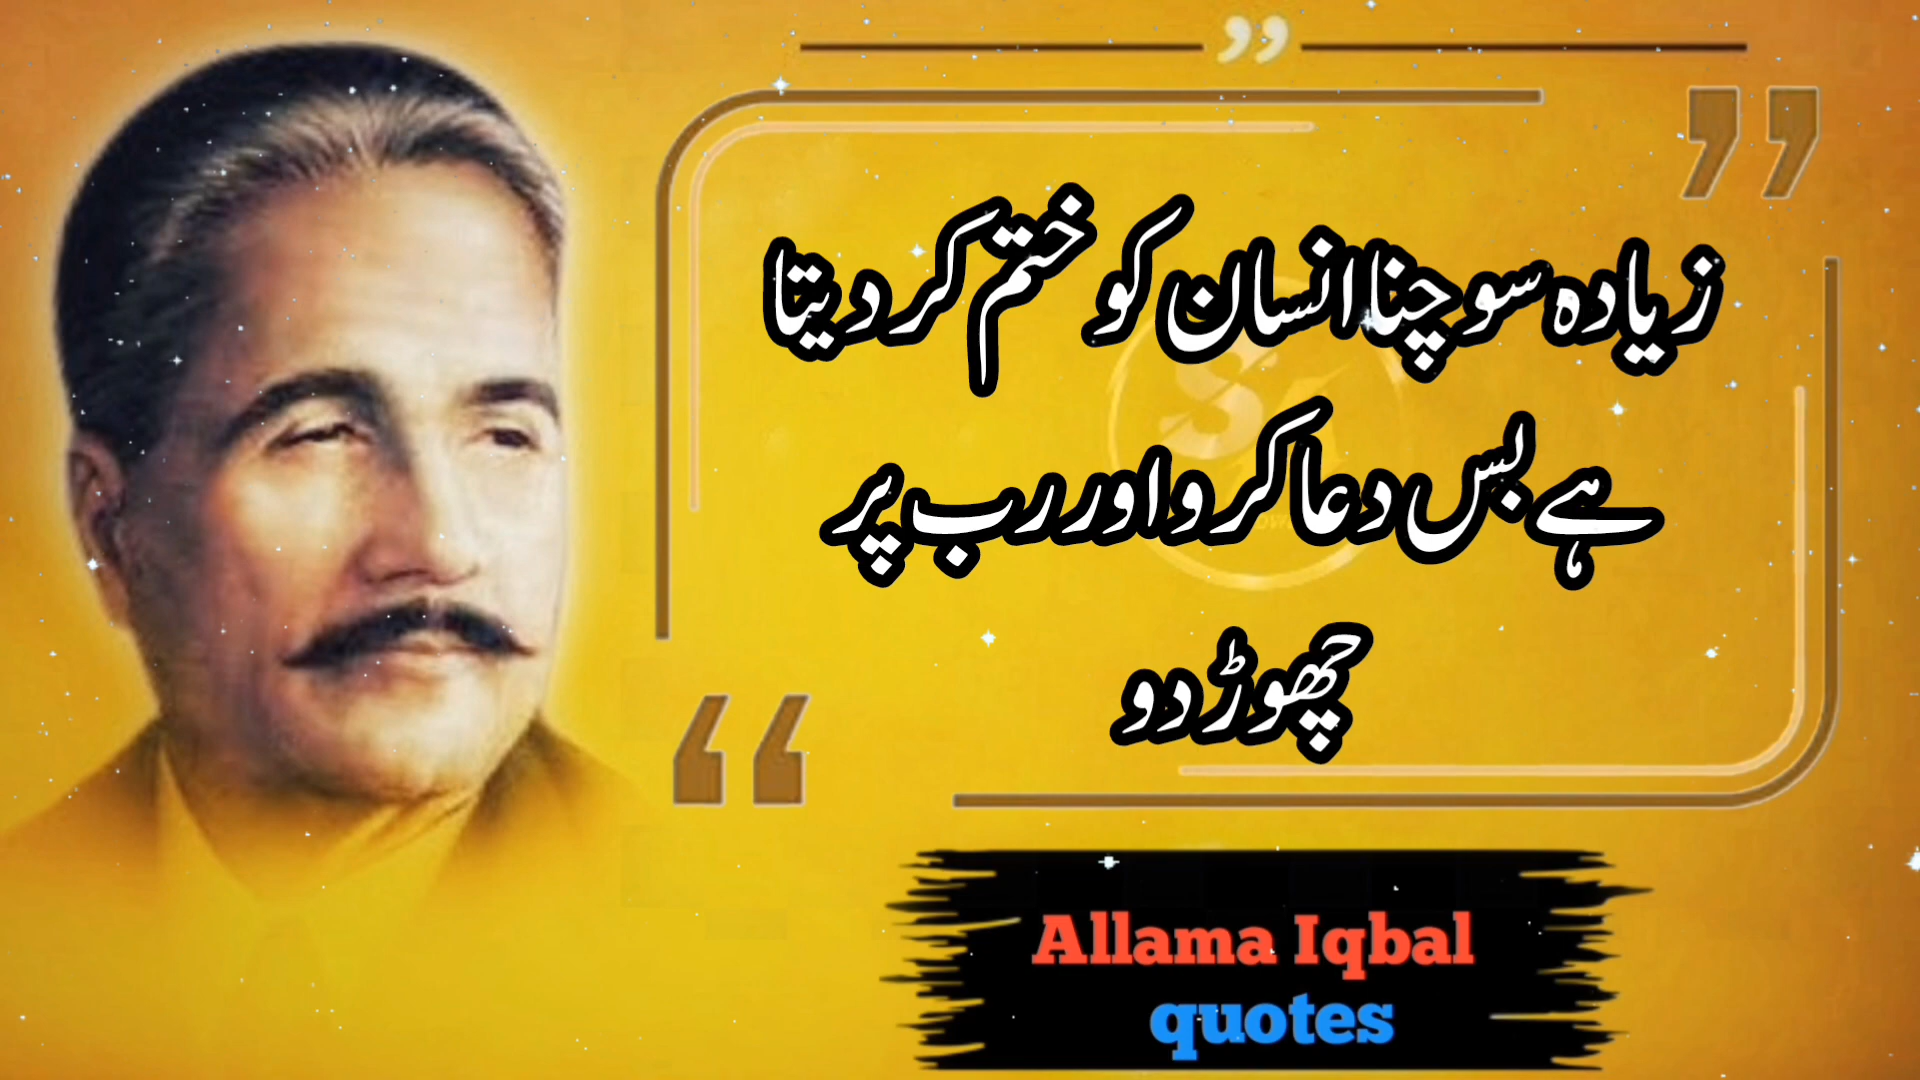 زیادہ سوچنا انسان کو ختم کر دیتا
ہے بس دعا کرو اور رب پر
چھوڑ دو
Allama Iqbal
quotes